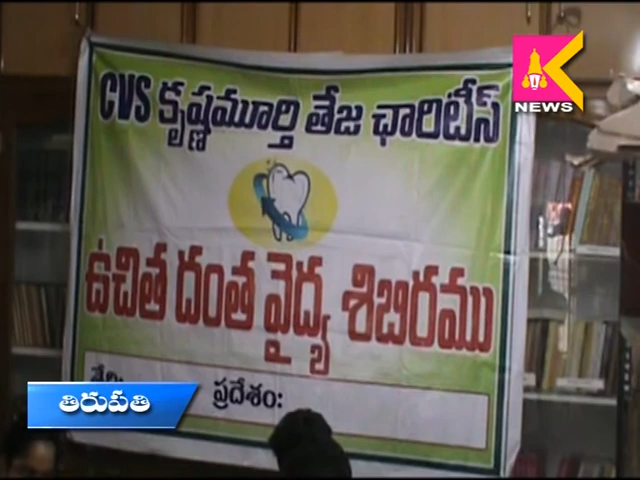 K
NEWS
CVS కృష్ణమూర్తి తేజ ఛారిటీస్
ఉచిత దంత వైద్య శిబిరము
తేది:
ప్రదేశం:
తిరుపతి